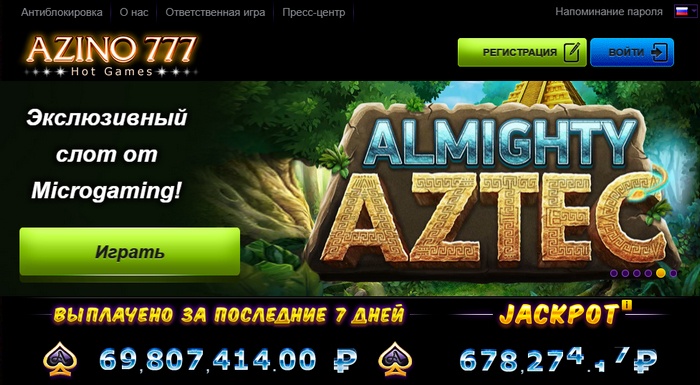 Антиблокировка О нас Ответственная игра Пресс-центр Напоминание пароля
AZINO 777
Hot Games
РЕГИСТРАЦИЯ
ВОЙТИ
Эксклюзивный
слот от
Microgaming!
Играть
ALMIGHTY
AZTEC
ВЫПЛАЧЕНО ЗА ПОСЛЕДНИЕ 7 ДНЕЙ
JACKPOT
69,807,414.00 ₽